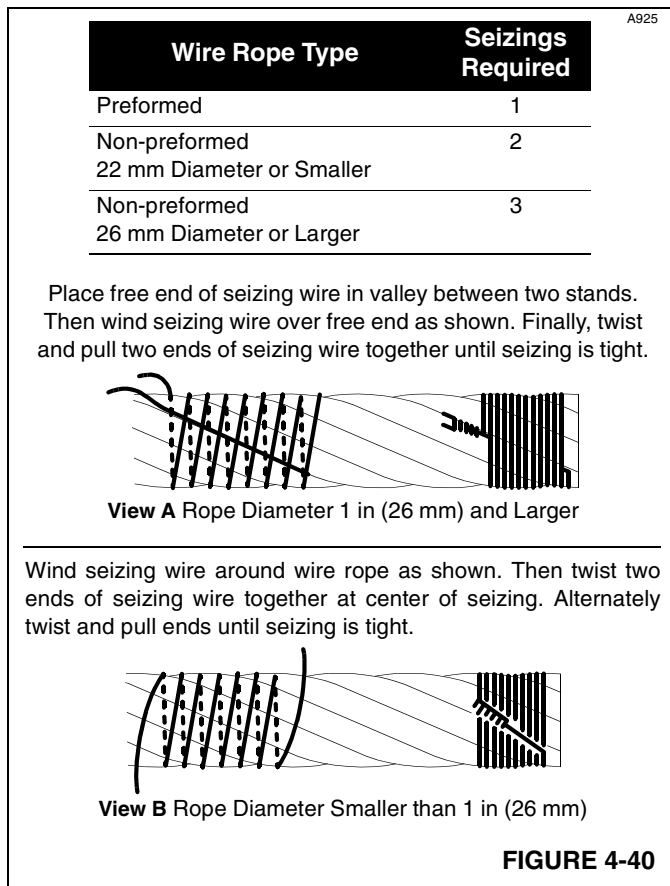 A925
Wire Rope Type
Seizings Required
Preformed
1
Non-preformed
22 mm Diameter or Smaller
2
Non-preformed
26 mm Diameter or Larger
3
Place free end of seizing wire in valley between two stands.
Then wind seizing wire over free end as shown. Finally, twist
and pull two ends of seizing wire together until seizing is tight.
View A Rope Diameter 1 in (26 mm) and Larger
Wind seizing wire around wire rope as shown. Then twist two
ends of seizing wire together at center of seizing. Alternately
twist and pull ends until seizing is tight.
View B Rope Diameter Smaller than 1 in (26 mm)
FIGURE 4-40